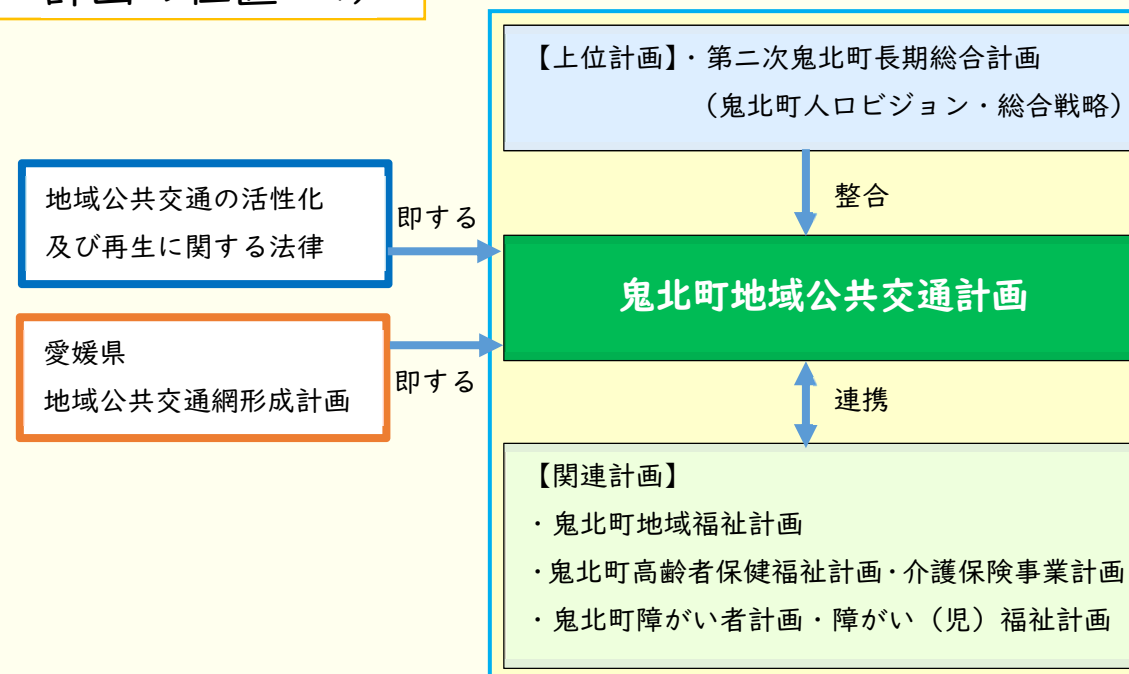 計画の位置づけ
【上位計画】・第二次鬼北町長期総合計画
（鬼北町人口ビジョン・総合戦略）
整合
地域公共交通の活性化
及び再生に関する法律
即する
鬼北町地域公共交通計画
愛媛県
地域公共交通網形成計画
即する
連携
【関連計画】
・鬼北町地域福祉計画
・鬼北町高齢者保健福祉計画・介護保険事業計画
・鬼北町障がい者計画・障がい（児）福祉計画